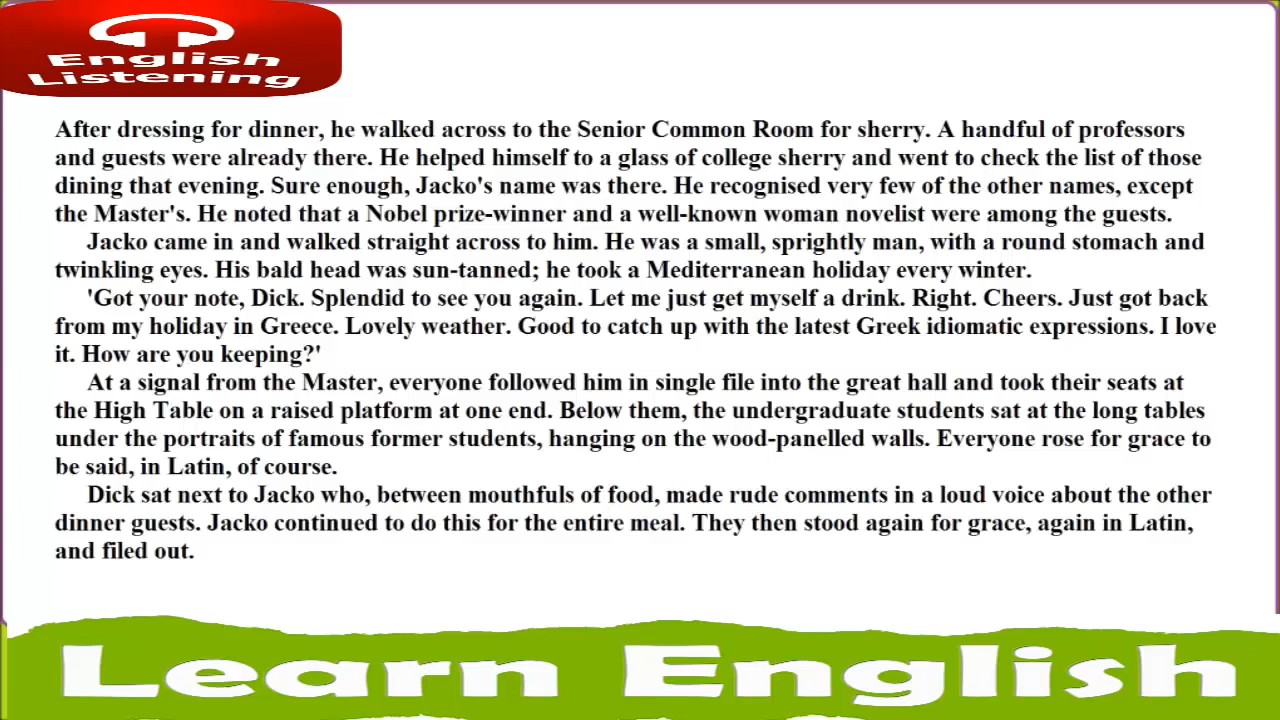 English
Listening
After dressing for dinner, he walked across to the Senior Common Room for sherry. A handful of professors
and guests were already there. He helped himself to a glass of college sherry and went to check the list of those
dining that evening. Sure enough, Jacko's name was there. He recognised very few of the other names, except
the Master's. He noted that a Nobel prize-winner and a well-known woman novelist were among the guests.
Jacko came in and walked straight across to him. He was a small, sprightly man, with a round stomach and
twinkling eyes. His bald head was sun-tanned; he took a Mediterranean holiday every winter.
'Got your note, Dick. Splendid to see you again. Let me just get myself a drink. Right. Cheers. Just got back
from my holiday in Greece. Lovely weather. Good to catch up with the latest Greek idiomatic expressions. I love
it. How are you keeping?'
At a signal from the Master, everyone followed him in single file into the great hall and took their seats at
the High Table on a raised platform at one end. Below them, the undergraduate students sat at the long tables
under the portraits of famous former students, hanging on the wood-panelled walls. Everyone rose for grace to
be said, in Latin, of course.
Dick sat next to Jacko who, between mouthfuls of food, made rude comments in a loud voice about the other
dinner guests. Jacko continued to do this for the entire meal. They then stood again for grace, again in Latin,
and filed out.
Learn English